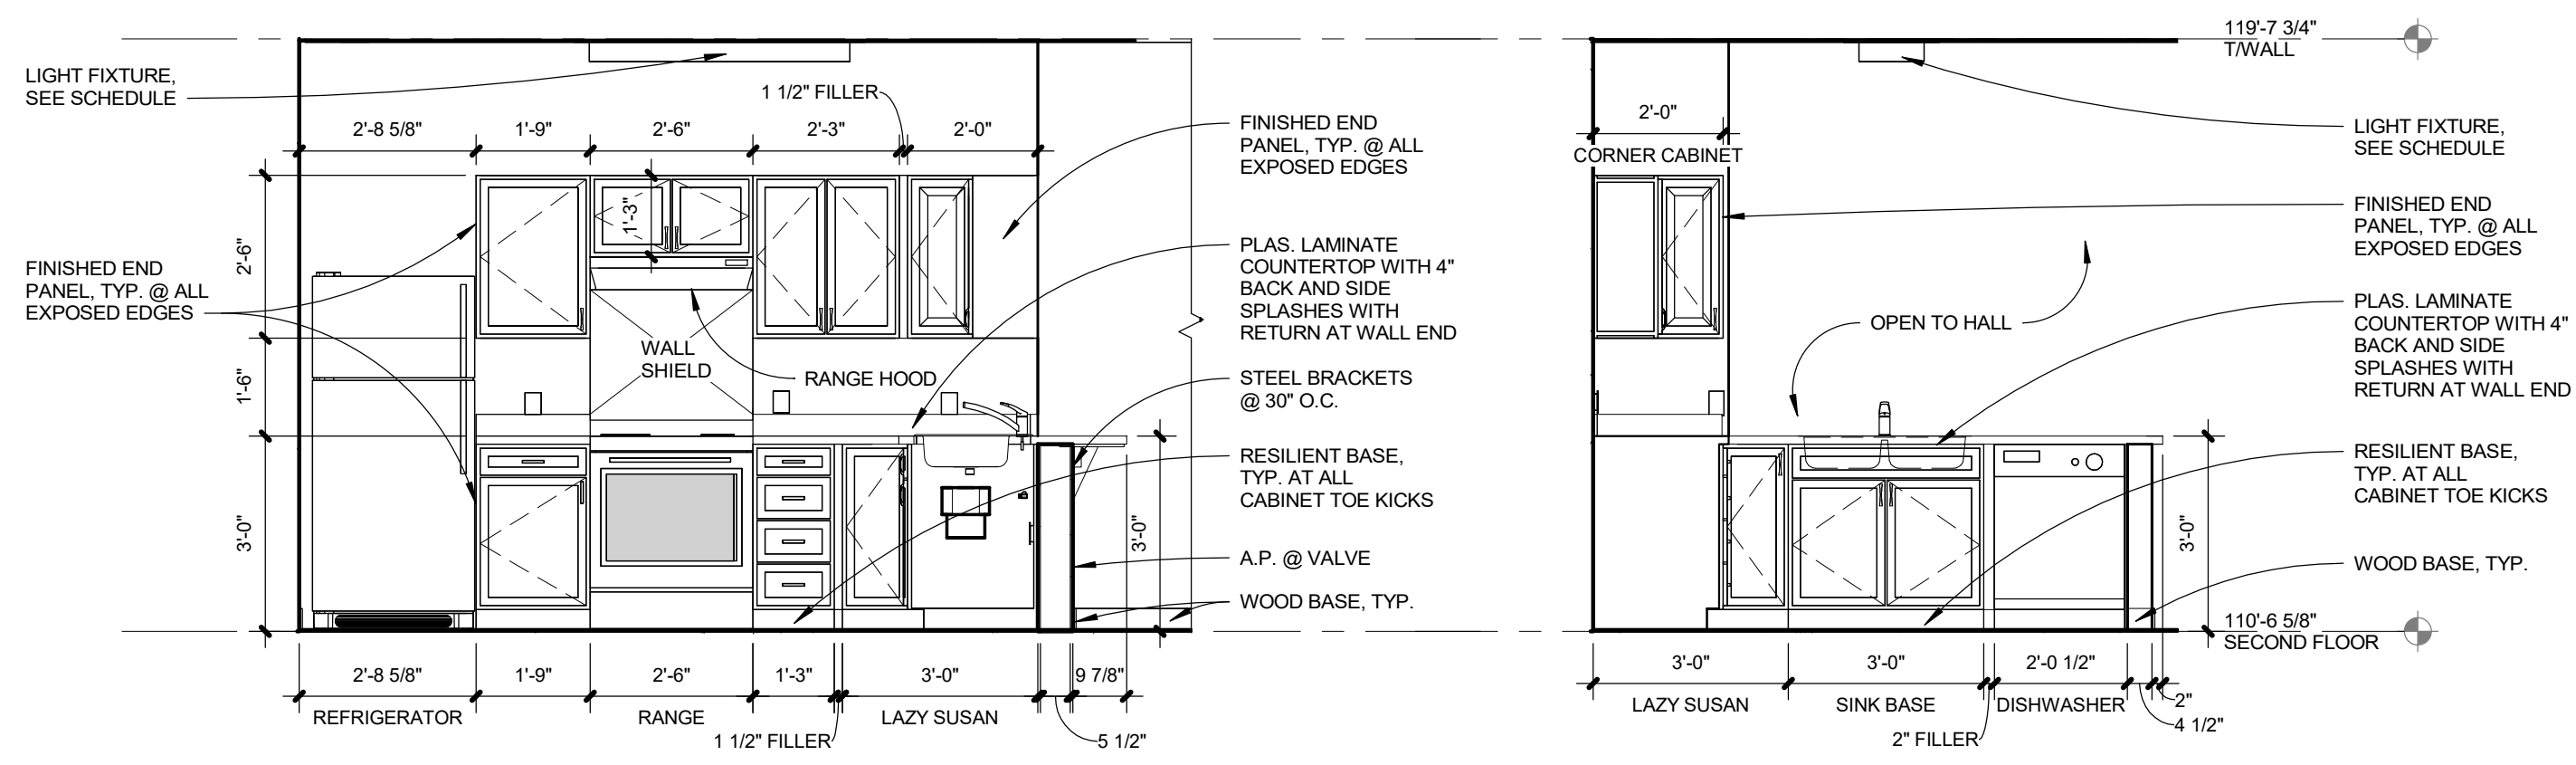 LIGHT FIXTURE,
SEE SCHEDULE
1 1/2" FILLER
2'-8 5/8"
1'-9"
2'-6"
2'-3"
2'-0"
FINISHED END
PANEL, TYP. @ ALL
EXPOSED EDGES
1'-3"
2'-6"
1'-6"
3'-0"
FINISHED END
PANEL, TYP. @ ALL
EXPOSED EDGES
PLAS. LAMINATE
COUNTERTOP WITH 4"
BACK AND SIDE
SPLASHES WITH
RETURN AT WALL END
WALL
SHIELD
RANGE HOOD
STEEL BRACKETS
@ 30" O.C.
RESILIENT BASE,
TYP. AT ALL
CABINET TOE KICKS
3'-0"
A.P. @ VALVE
WOOD BASE, TYP.
2'-8 5/8"
1'-9"
2'-6"
1'-3"
3'-0"
9 7/8"
REFRIGERATOR
RANGE
LAZY SUSAN
1 1/2" FILLER
5 1/2"
119'-7 3/4"
T/WALL
2'-0"
CORNER CABINET
LIGHT FIXTURE,
SEE SCHEDULE
FINISHED END
PANEL, TYP. @ ALL
EXPOSED EDGES
OPEN TO HALL
PLAS. LAMINATE
COUNTERTOP WITH 4"
BACK AND SIDE
SPLASHES WITH
RETURN AT WALL END
RESILIENT BASE,
TYP. AT ALL
CABINET TOE KICKS
3'-0"
WOOD BASE, TYP.
110'-6 5/8"
SECOND FLOOR
3'-0"
3'-0"
2'-0 1/2"
LAZY SUSAN
SINK BASE
DISHWASHER
2"
4 1/2"
2" FILLER